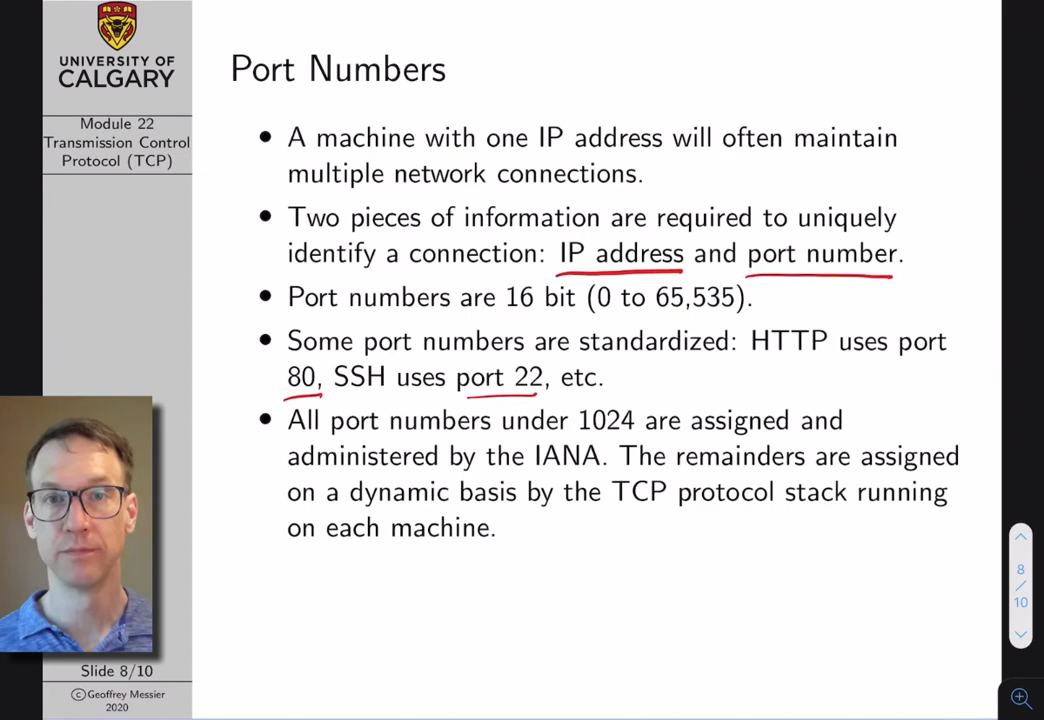 UNIVERSITY OF
CALGARY
Module 22
Transmission Control
Protocol (TCP)
Port Numbers
• A machine with one IP address will often maintain
multiple network connections.
• Two pieces of information are required to uniquely
identify a connection: IP address and port number.
• Port numbers are 16 bit (0 to 65,535).
• Some port numbers are standardized: HTTP uses port
80, SSH uses port 22, etc.
• All port numbers under 1024 are assigned and
administered by the IANA. The remainders are assigned
on a dynamic basis by the TCP protocol stack running
on each machine.
8
/
10
Slide 8/10
©Geoffrey Messier
2020